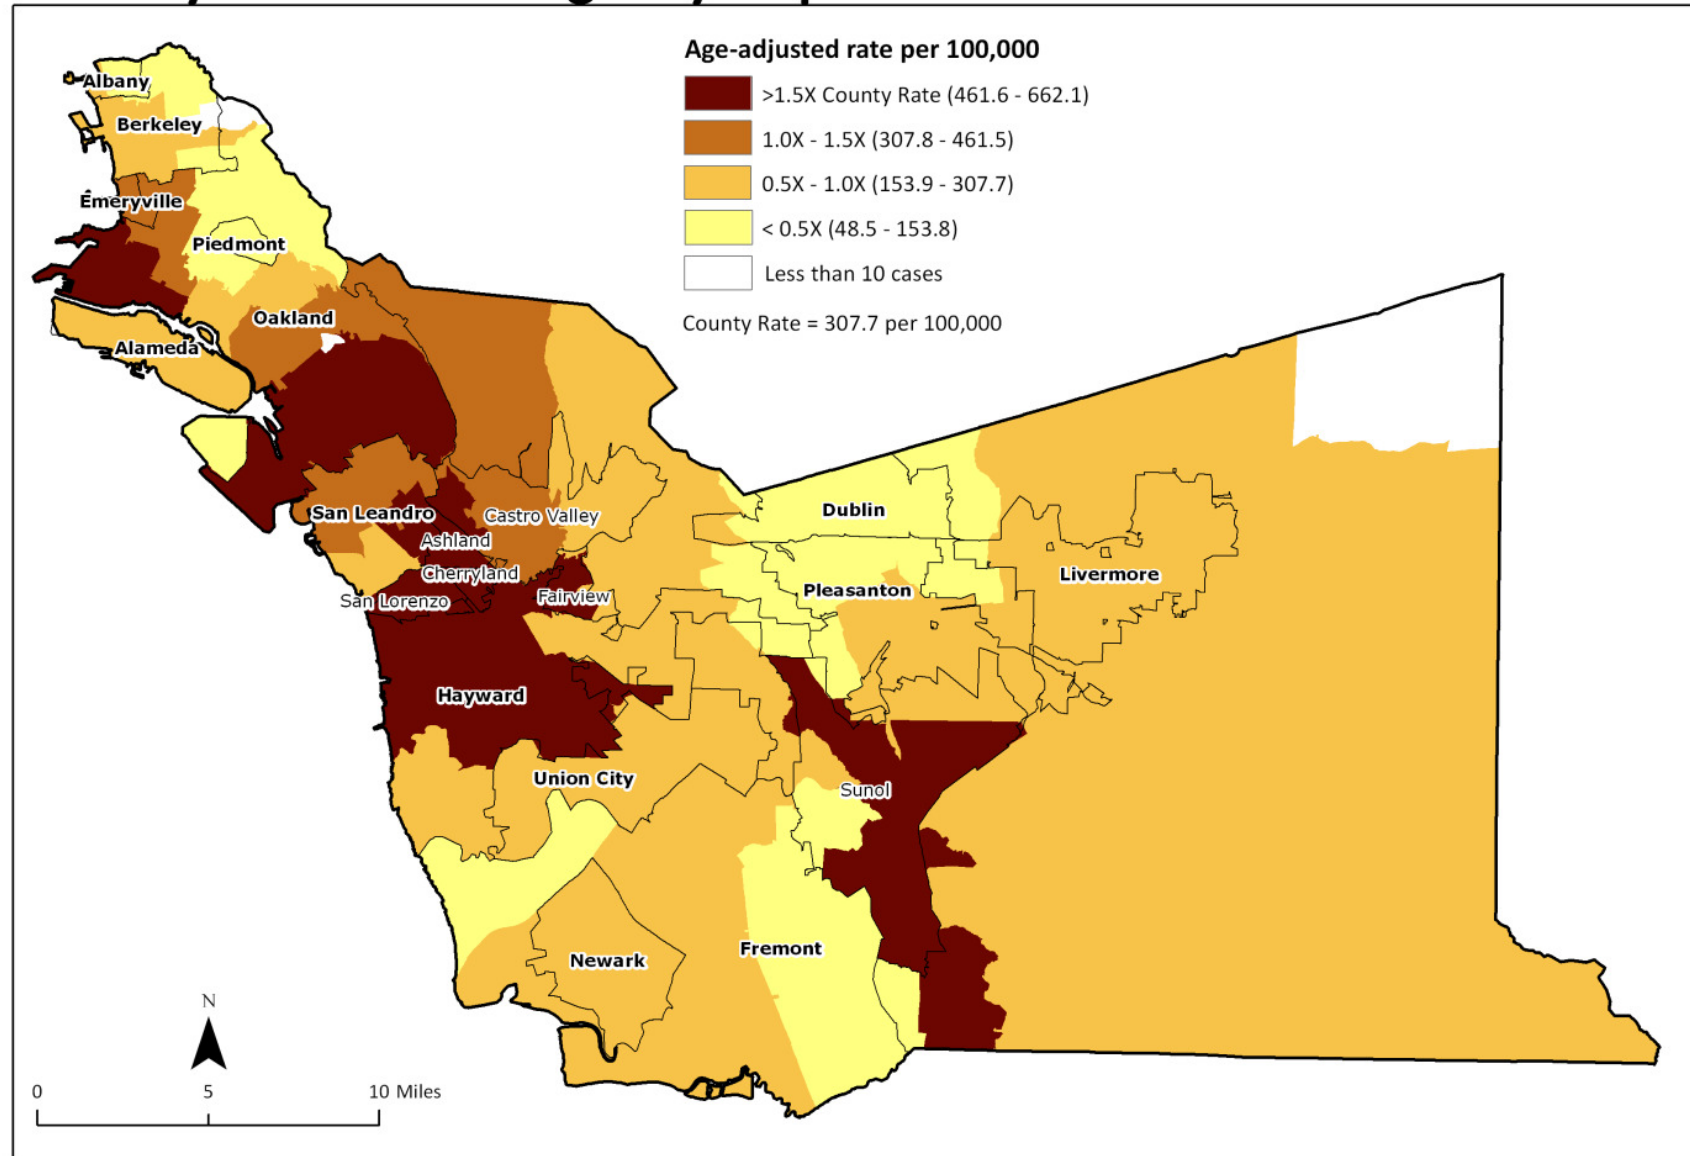 Age-adjusted rate per 100,000
>1.5X County Rate (461.6 - 662.1)
1.0X - 1.5X (307.8 - 461.5)
0.5X - 1.0X (153.9 - 307.7)
< 0.5X (48.5 - 153.8)
Less than 10 cases
County Rate = 307.7 per 100,000
Albany
Berkeley
Emeryville
Piedmont
Oakland
Alameda
San Leandro
Castro Valley
Ashland
Cherryland
San Lorenzo
Fairview
Dublin
Livermore
Pleasanton
Hayward
Union City
Sunol
Fremont
Newark
N
0 5 10 Miles